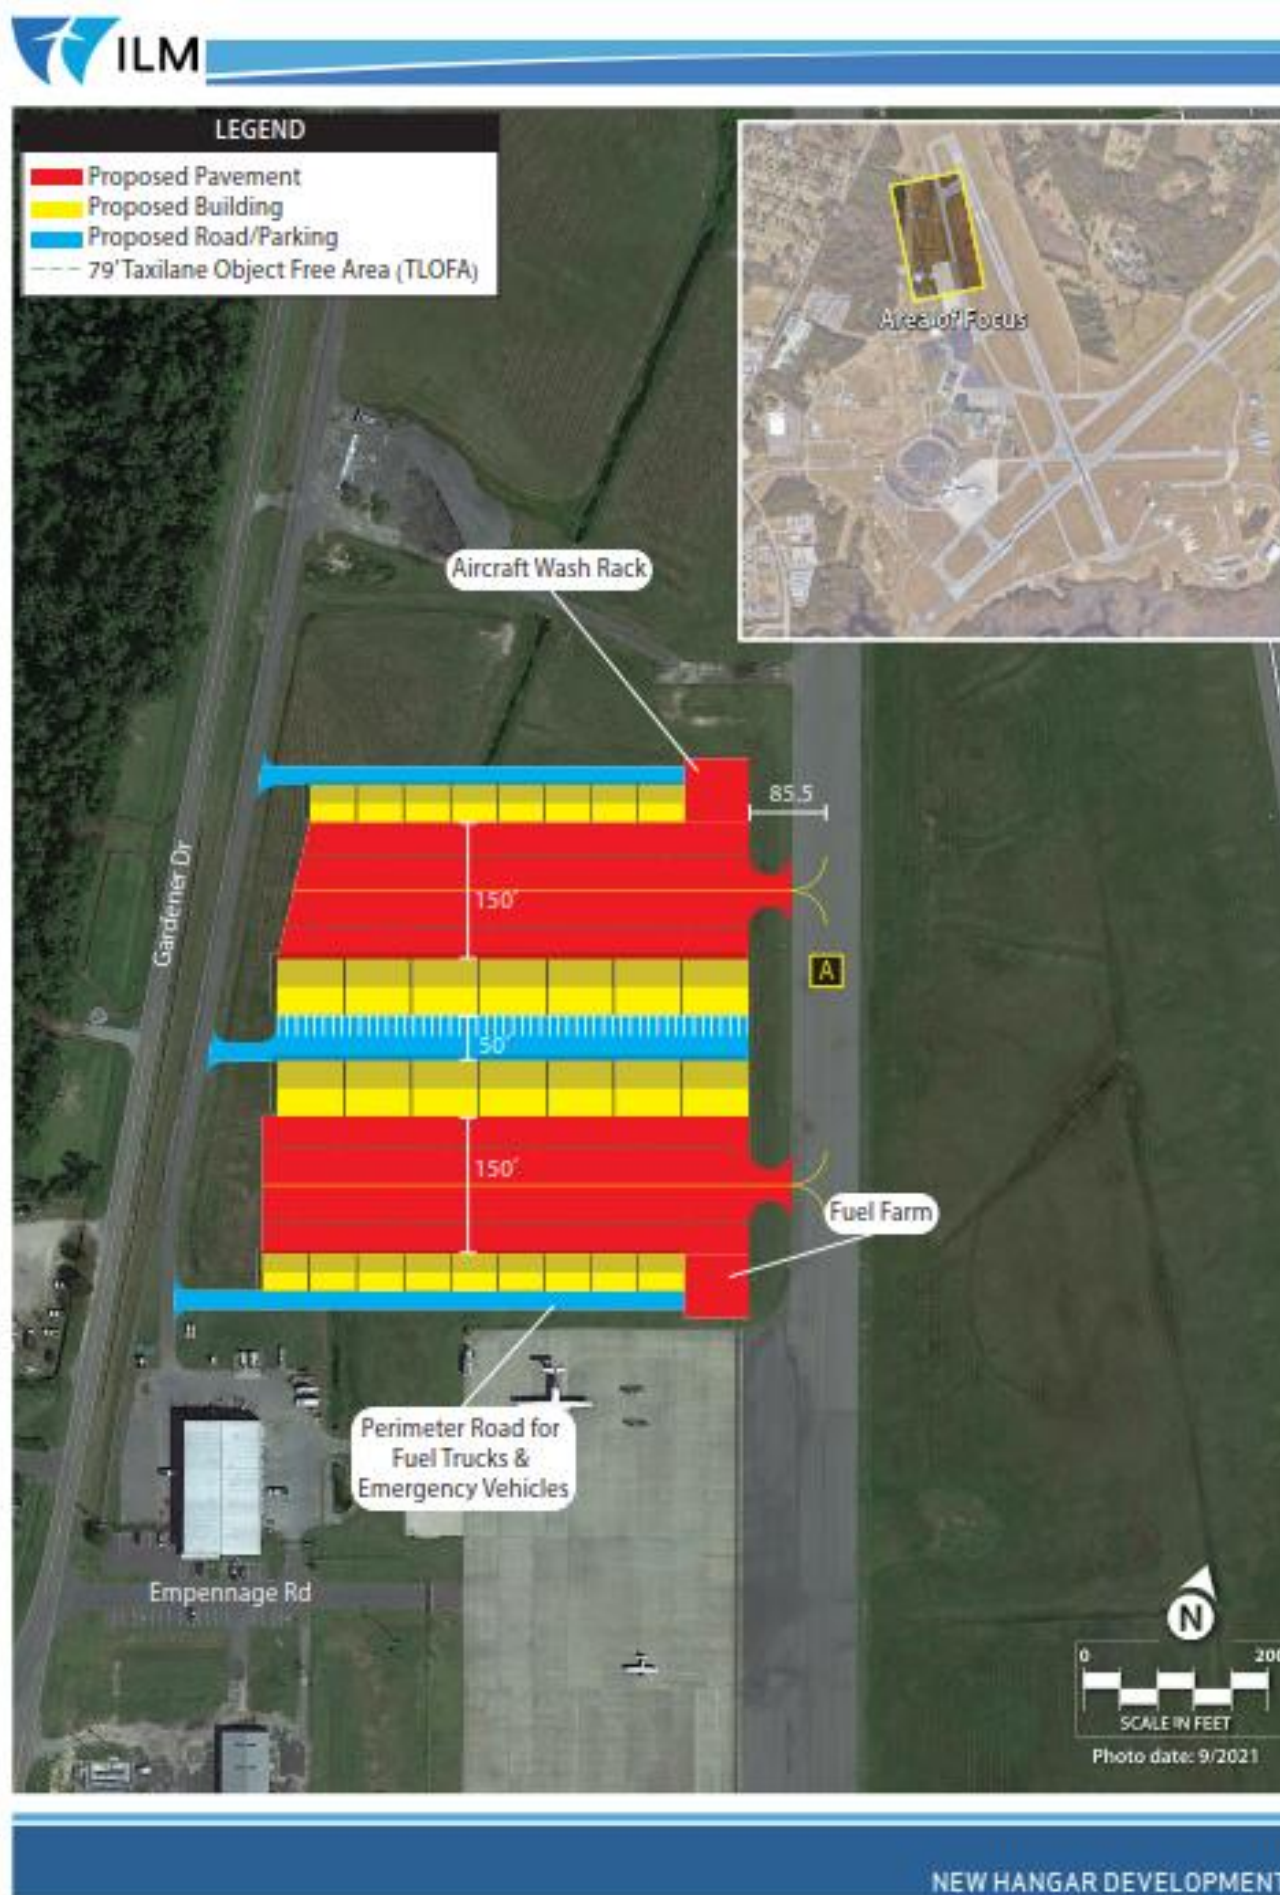 ILM
LEGEND
Proposed Pavement
Proposed Building
Proposed Road/Parking
79' Taxilane Object Free Area (TLOFA)
Area of Focus
Aircraft Wash Rack
85.5
150'
Gardener Dr
A
50'
150'
Fuel Farm
Perimeter Road for
Fuel Trucks &
Emergency Vehicles
Empennage Rd
N
0 200
SCALE IN FEET
Photo date: 9/2021
NEW HANGAR DEVELOPMENT